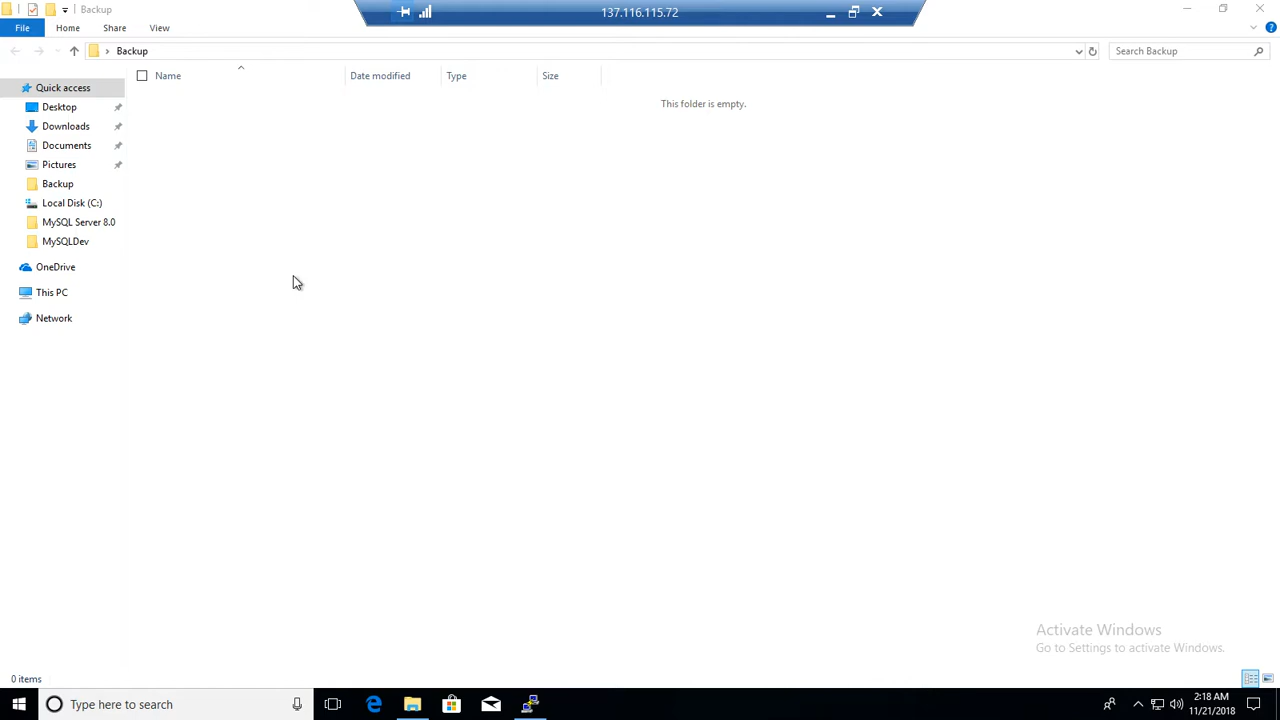 Backup
137.116.115.72
File Home Share View
Backup
Search Backup
Name Date modified Type Size
This folder is empty.
Quick access
Desktop
Downloads
Documents
Pictures
Backup
Local Disk (C:)
MySQL Server 8.0
MySQLDev
OneDrive
This PC
Network
Activate Windows
Go to Settings to activate Windows.
0 items
Type here to search
2:18 AM
11/21/2018